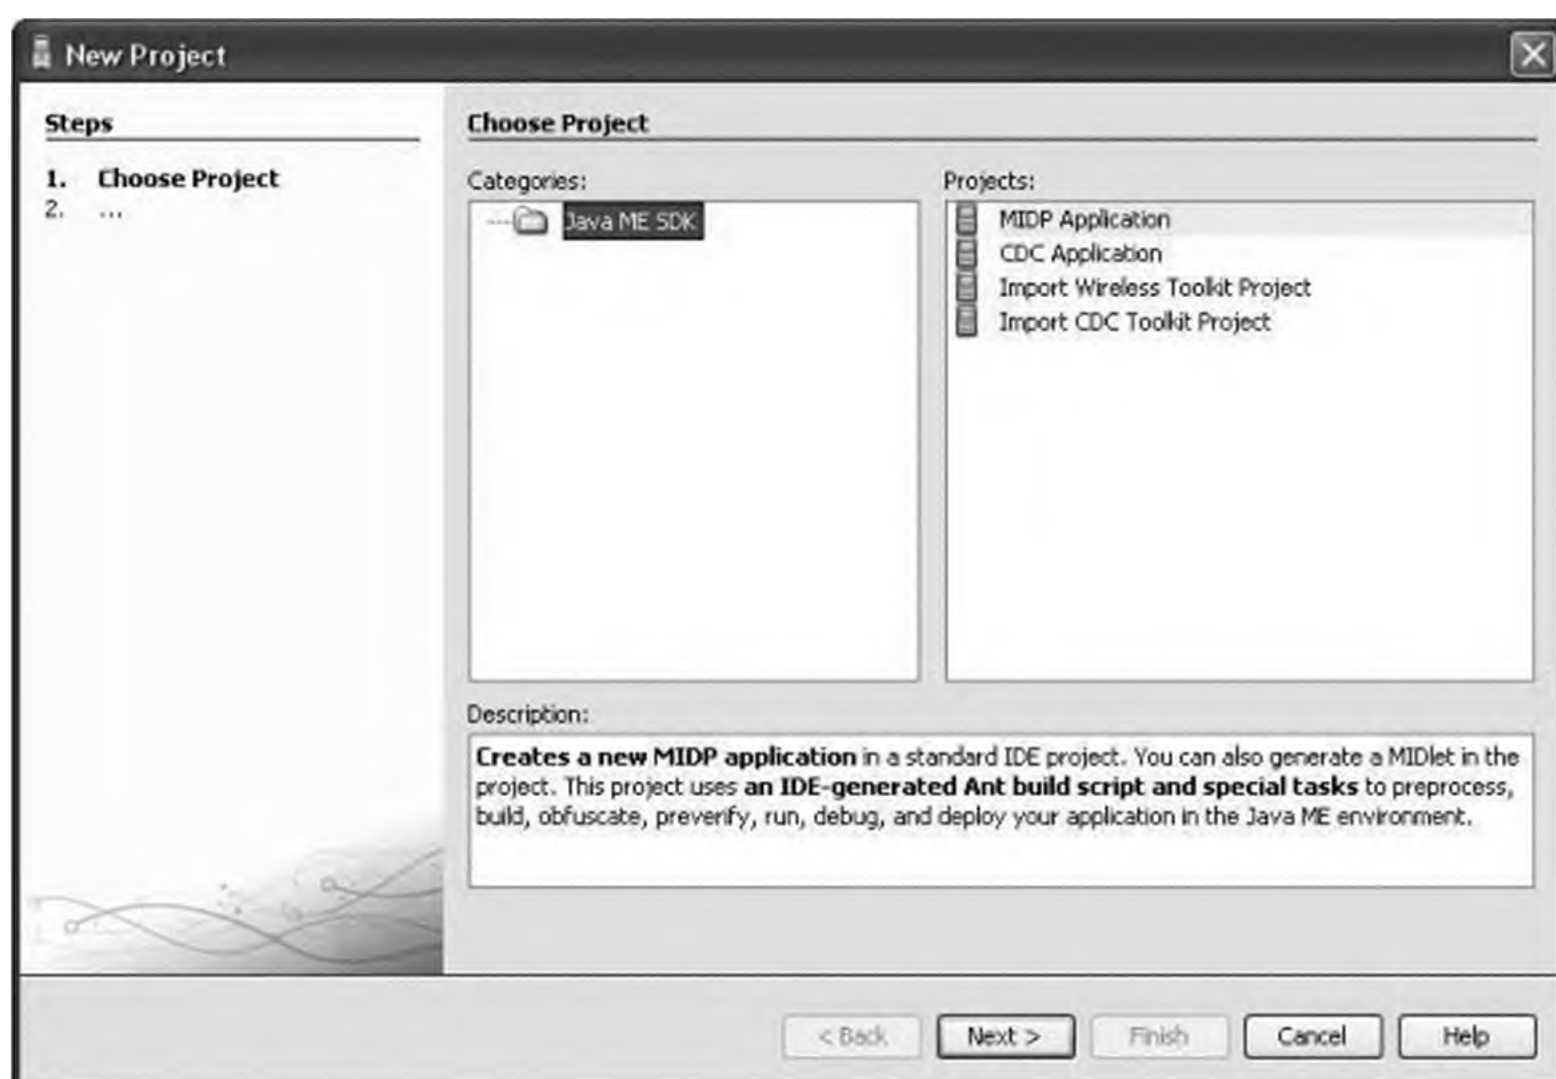 New Project
Steps
1. Choose Project
2. ...
Choose Project
Categories:
Java ME SDK
Projects:
MIDP Application
CDC Application
Import Wireless Toolkit Project
Import CDC Toolkit Project
Description:
Creates a new MIDP application in a standard IDE project. You can also generate a MIDlet in the
project. This project uses an IDE-generated Ant build script and special tasks to preprocess,
build, obfuscate, preverify, run, debug, and deploy your application in the Java ME environment.
< Back
Next >
Finish
Cancel
Help